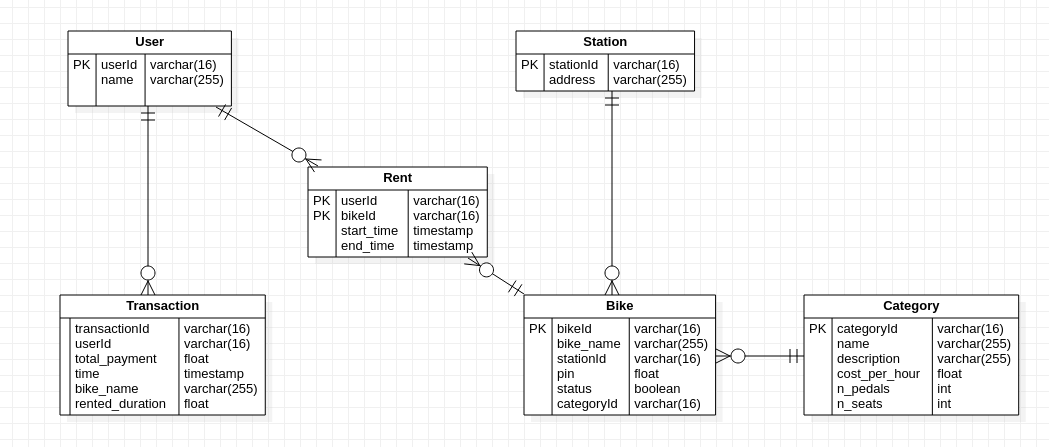 User
PK userId varchar(16)
name varchar(255)
Station
PK stationId varchar(16)
address varchar(255)
Rent
PK userId varchar(16)
PK bikeId varchar(16)
start_time timestamp
end_time timestamp
Transaction
transactionId varchar(16)
userId varchar(16)
total_payment float
time timestamp
bike_name varchar(255)
rented_duration float
Bike
PK bikeId varchar(16)
bike_name varchar(255)
stationId varchar(16)
pin float
status boolean
categoryId varchar(16)
Category
PK categoryId varchar(16)
name varchar(255)
description varchar(255)
cost_per_hour float
n_pedals int
n_seats int